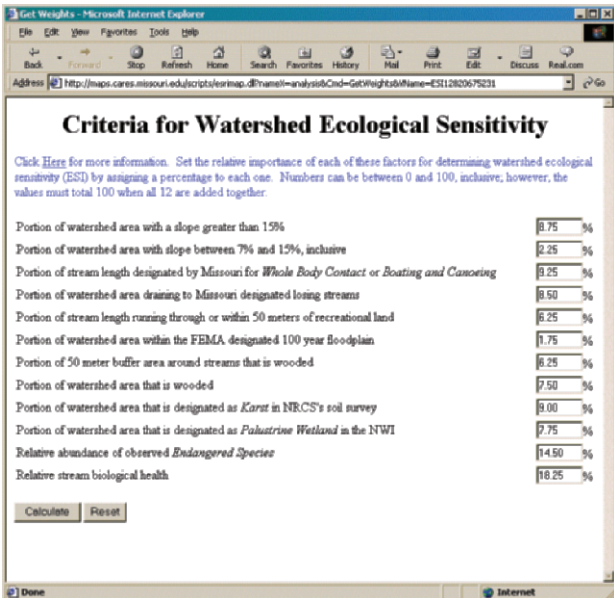 Get Weights - Microsoft Internet Explorer
File Edit View Favorites Tools Help
Back Forward Stop Refresh Home Search Favorites History Mail Print Edit Discuss Real.com
Address http://maps.cares.missouri.edu/scripts/esrimap.dll?name=analysis&Cmd=GetWeights&WName=ESI12820675231 Go
Criteria for Watershed Ecological Sensitivity
Click Here for more information. Set the relative importance of each of these factors for determining watershed ecological
sensitivity (ESI) by assigning a percentage to each one. Numbers can be between 0 and 100, inclusive; however, the
values must total 100 when all 12 are added together.
Portion of watershed area with a slope greater than 15% 8.75 %
Portion of watershed area with slope between 7% and 15%, inclusive 2.25 %
Portion of stream length designated by Missouri for Whole Body Contact or Boating and Canoeing 9.25 %
Portion of watershed area draining to Missouri designated losing streams 8.50 %
Portion of stream length running through or within 50 meters of recreational land 6.25 %
Portion of watershed area within the FEMA designated 100 year floodplain 1.75 %
Portion of 50 meter buffer area around streams that is wooded 6.25 %
Portion of watershed area that is wooded 7.50 %
Portion of watershed area that is designated as Karst in NRCS's soil survey 9.00 %
Portion of watershed area that is designated as Palustrine Wetland in the NWI 7.75 %
Relative abundance of observed Endangered Species 14.50 %
Relative stream biological health 18.25 %
Calculate Reset
Done Internet